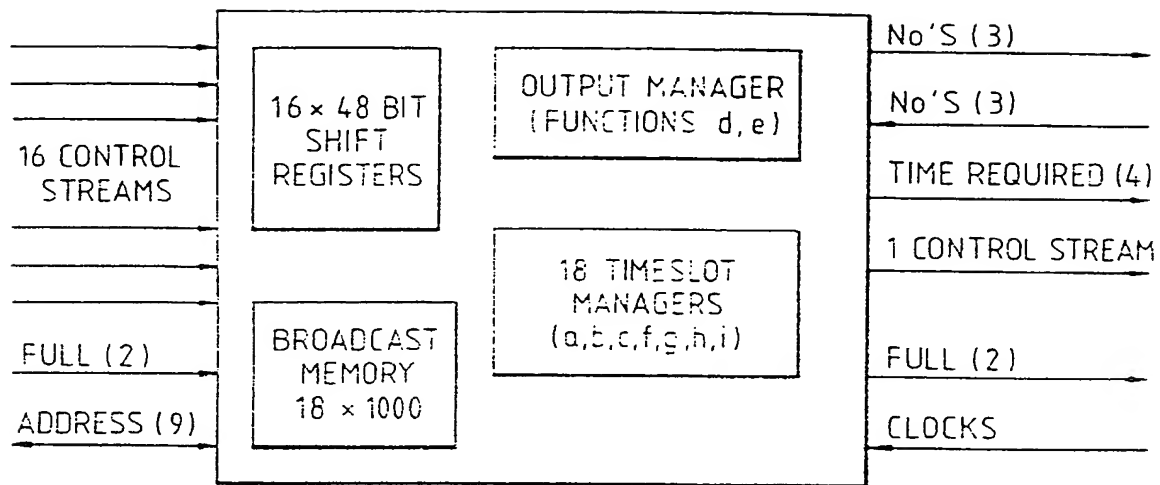 16 CONTROL
STREAMS
FULL (2)
ADDRESS (9)
16 × 48 BIT
SHIFT
REGISTERS
BROADCAST
MEMORY
18 × 1000
OUTPUT MANAGER
(FUNCTIONS d,e)
18 TIMESLOT
MANAGERS
(a,b,c,f,g,h,i)
No'S (3)
No'S (3)
TIME REQUIRED (4)
1 CONTROL STREAM
FULL (2)
CLOCKS